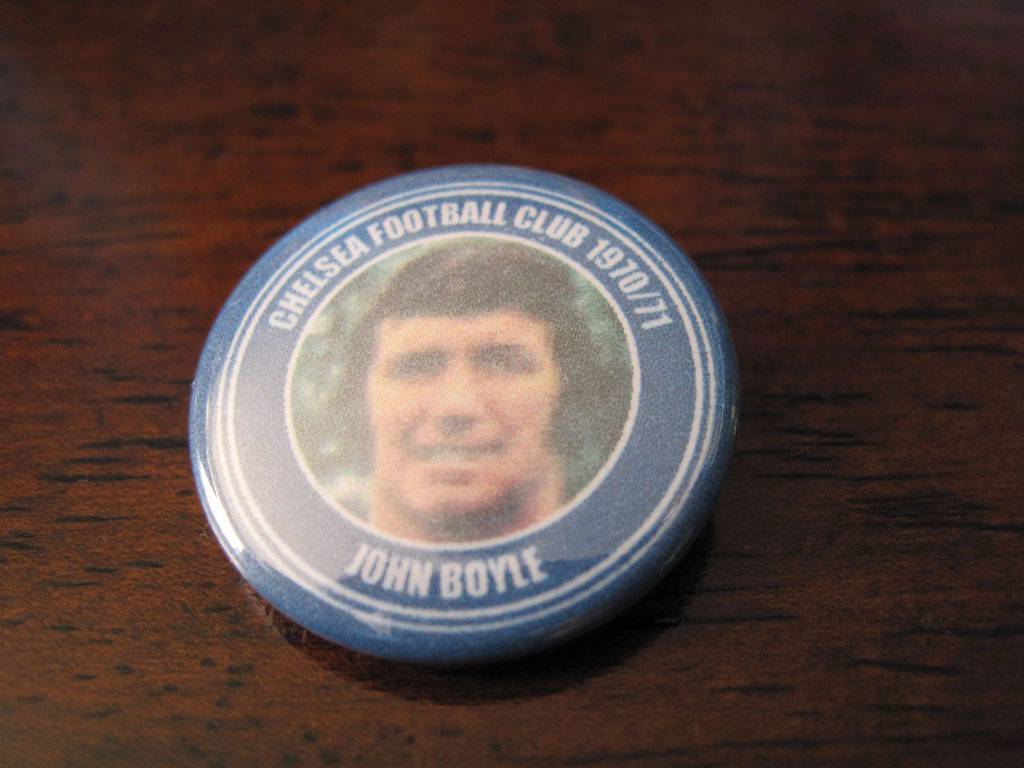 CHELSEA FOOTBALL CLUB 1970/71
JOHN BOYLE